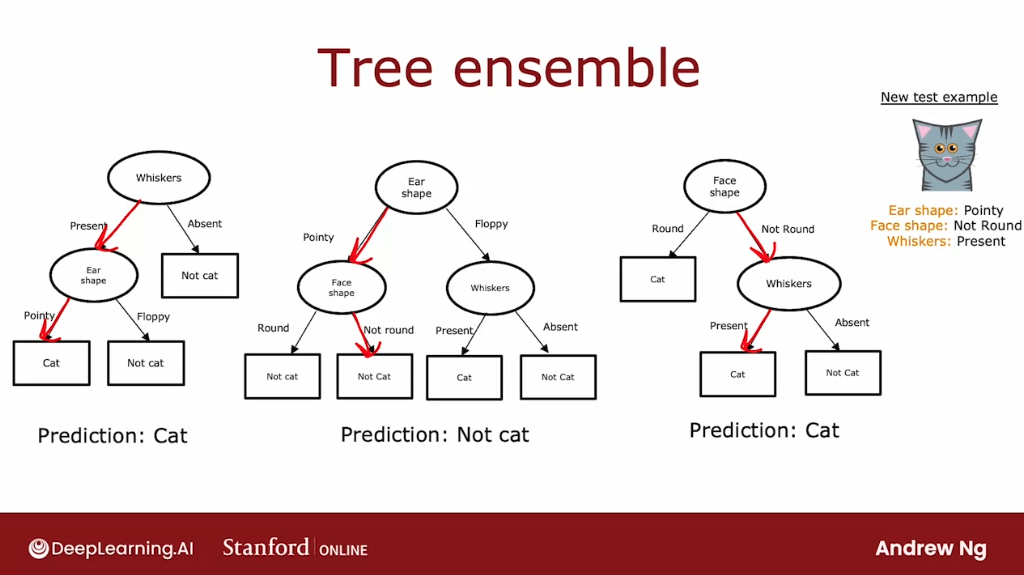 Tree ensemble
New test example
Ear shape: Pointy
Face shape: Not Round
Whiskers: Present
Whiskers
Present
Absent
Ear
shape
Not cat
Pointy
Floppy
Cat
Not cat
Prediction: Cat
Ear
shape
Pointy
Floppy
Face
shape
Whiskers
Round
Not round
Present
Absent
Not cat
Not Cat
Cat
Not Cat
Prediction: Not cat
Face
shape
Round
Not Round
Cat
Whiskers
Present
Absent
Cat
Not Cat
Prediction: Cat
DeepLearning.AI
Stanford ONLINE
Andrew Ng